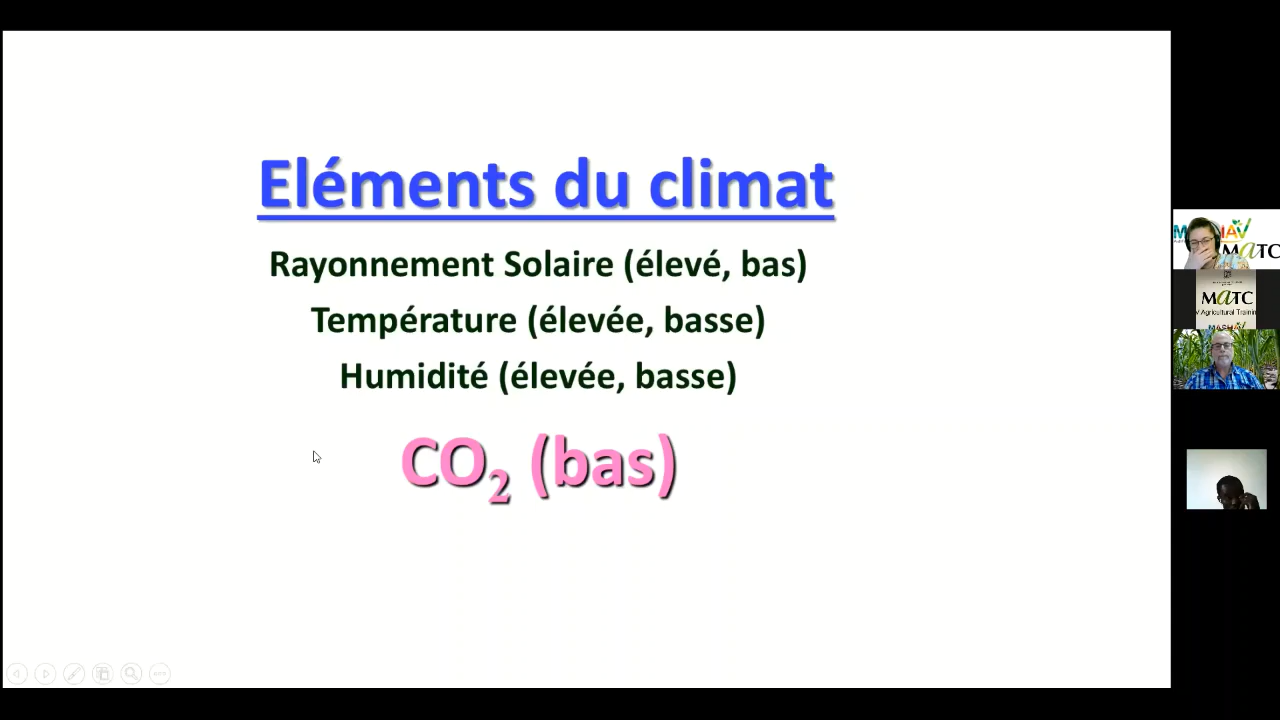 Eléments du climat
Rayonnement Solaire (élevé, bas)
Température (élevée, basse)
Humidité (élevée, basse)
CO₂ (bas)
MATC
MATC
V Agricultural Trainin
MASHAV